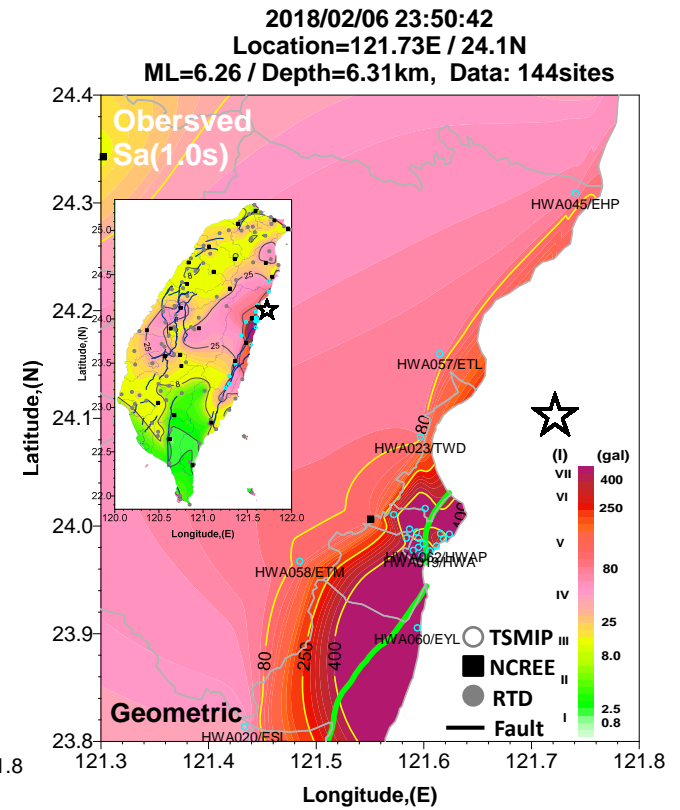 2018/02/06 23:50:42
Location=121.73E / 24.1N
ML=6.26 / Depth=6.31km, Data: 144sites
24.4
24.3
24.2
24.1
24.0
23.9
23.8
Latitude,(N)
Obersved
Sa(1.0s)
25.0
24.5
24.0
23.5
23.0
22.5
22.0
Latitude,(N)
8
25
25
25
8
120.0 120.5 121.0 121.5 122.0
Longitude,(E)
HWA045/EHP
HWA057/ETL
80
HWA023/TWD
400
HWA062/HWAP
HWA019/HWA
HWA058/ETM
HWA060/EYL
80 250 400
HWA020/ESL
(I) (gal)
VII 400
VI 250
V
80
IV
25
III
8.0
II
2.5
I
0.8
TSMIP
NCREE
RTD
Fault
Geometric
1.8
121.3 121.4 121.5 121.6 121.7 121.8
Longitude,(E)